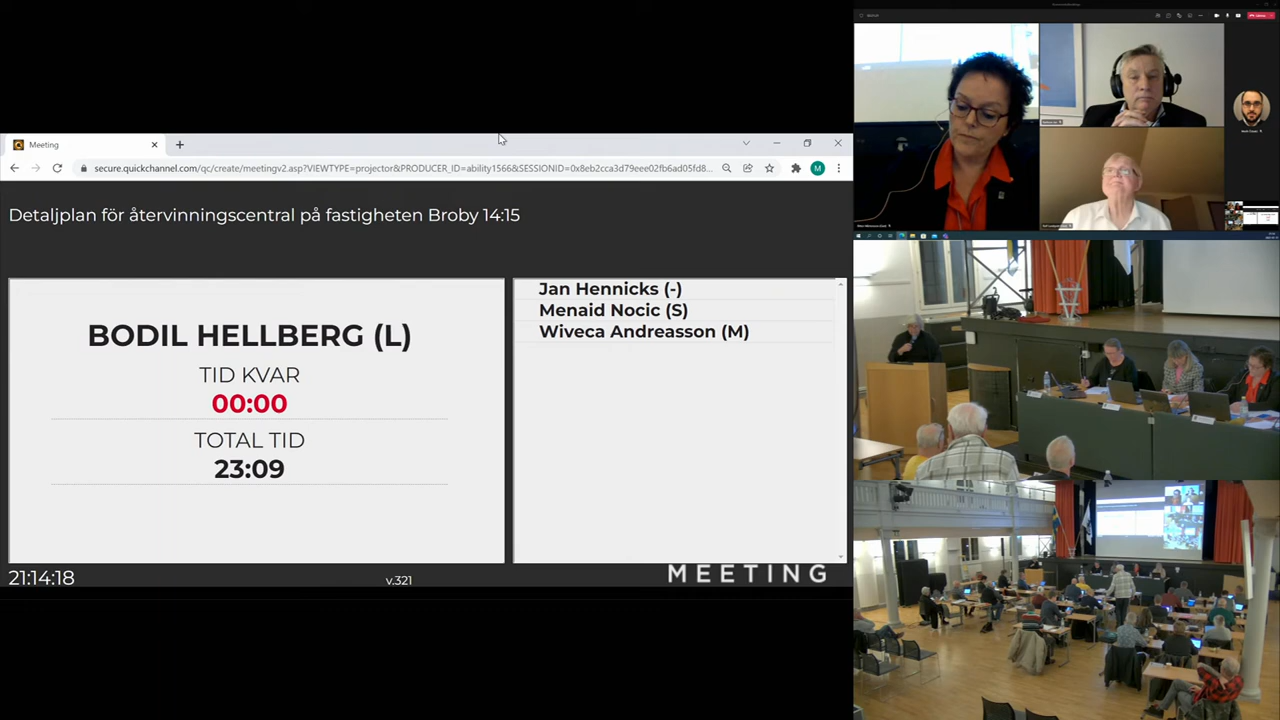 Meeting
secure.quickchannel.com/qc/create/meetingv2.asp?VIEWTYPE=projector&PRODUCER_ID=ability1566&SESSIONID=0x8eb2cca3d79eee02fb6ad05fd8...
M
Detaljplan för återvinningscentral på fastigheten Broby 14:15
BODIL HELLBERG (L)
TID KVAR
00:00
TOTAL TID
23:09
Jan Hennicks (-)
Menaid Nocic (S)
Wiveca Andreasson (M)
21:14:18
v.321
MEETING